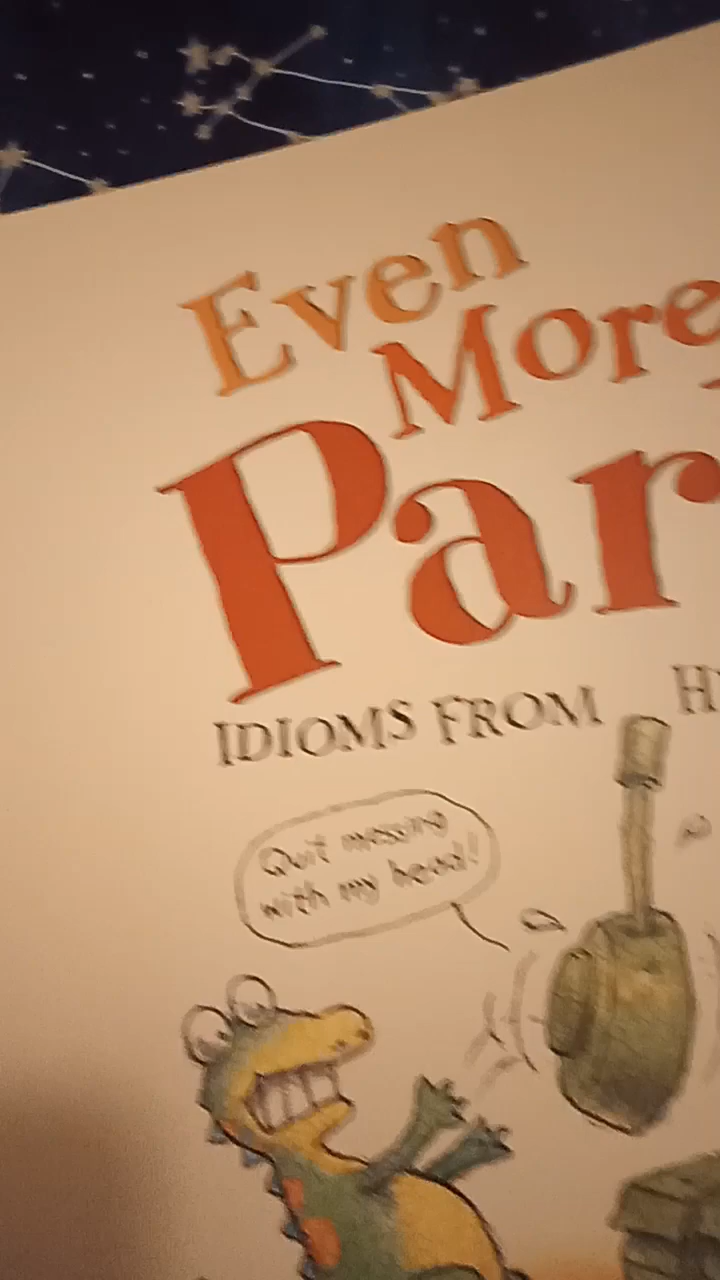 Even
More
Par
IDIOMS FROM H
Quit messing
with my head!